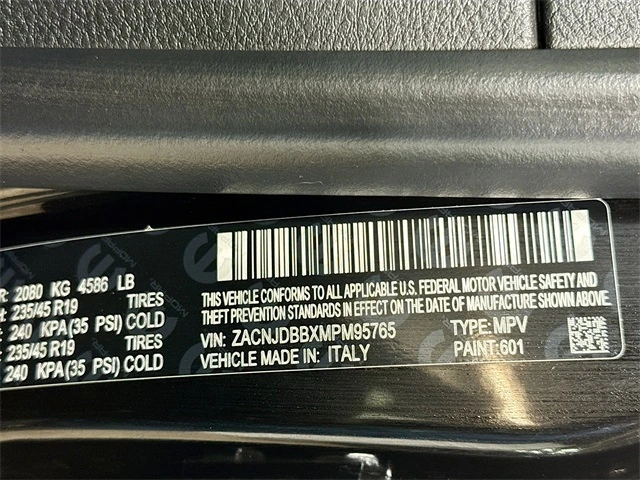 R: 2080 KG 4586 LB
H: 235/45 R19 TIRES
240 KPA(35 PSI) COLD
235/45 R19 TIRES
240 KPA(35 PSI) COLD
THIS VEHICLE CONFORMS TO ALL APPLICABLE U.S. FEDERAL MOTOR VEHICLE SAFETY AND
THEFT PREVENTION STANDARDS IN EFFECT ON THE DATE OF MANUFACTURE SHOWN ABOVE.
VIN: ZACNJDBBXMPM95765 TYPE: MPV
VEHICLE MADE IN: ITALY PAINT: 601